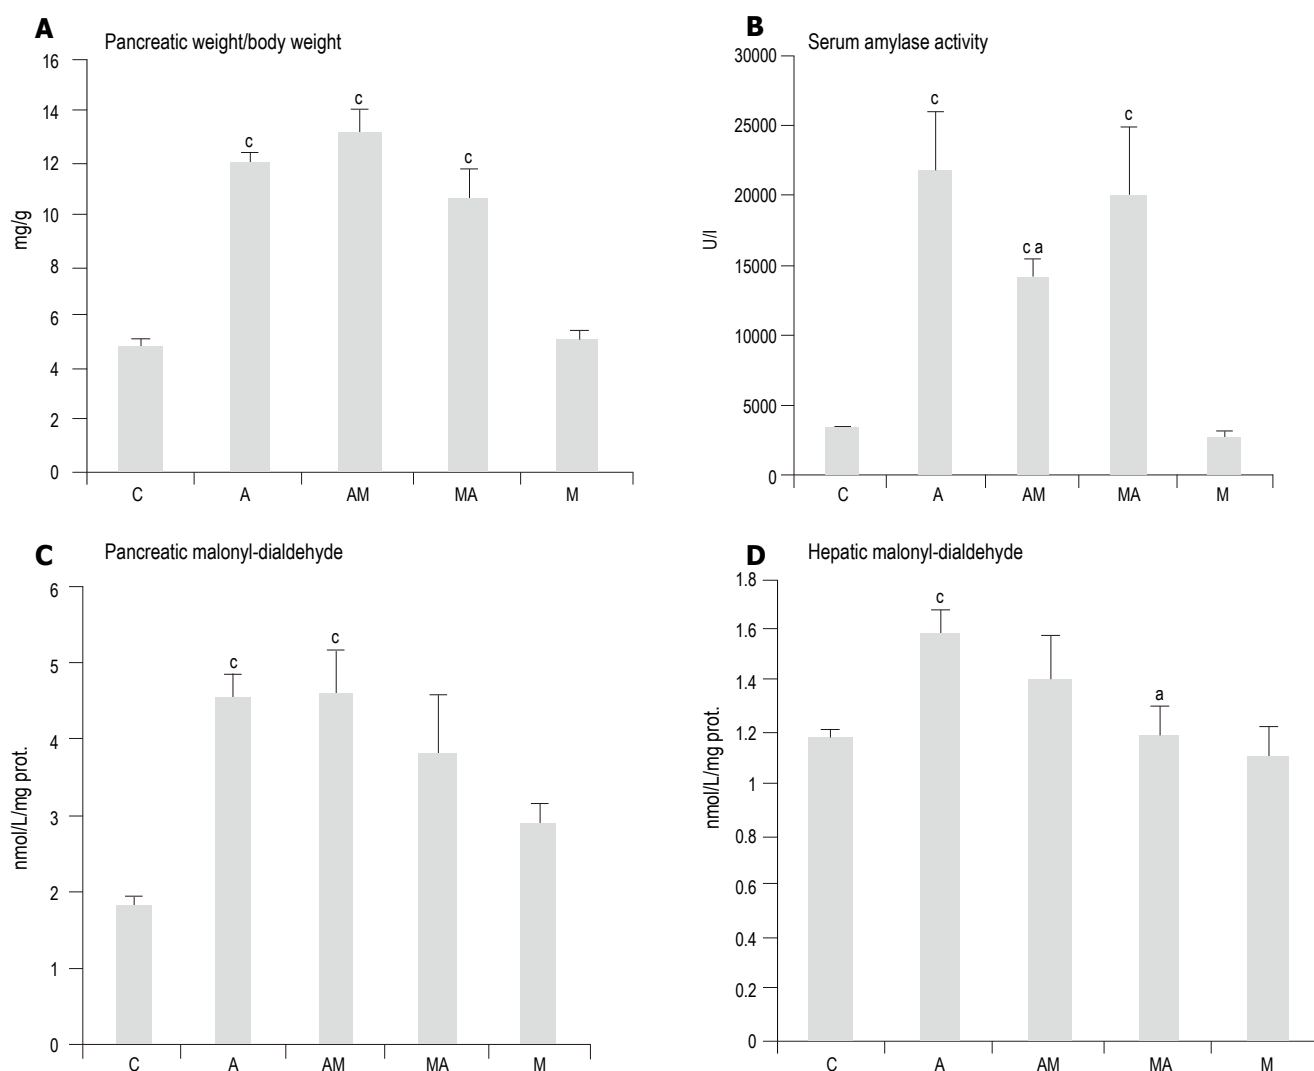 A
Pancreatic weight/body weight
16
14
12
10
8
6
4
2
0
mg/g
c
c
c
C A AM MA M
B
Serum amylase activity
30000
25000
20000
15000
10000
5000
0
U/l
c
c a
c
C A AM MA M
C
Pancreatic malonyl-dialdehyde
6
5
4
3
2
1
0
nmol/L/mg prot.
c
c
C A AM MA M
D
Hepatic malonyl-dialdehyde
1.8
1.6
1.4
1.2
1
0.8
0.6
0.4
0.2
0
nmol/L/mg prot.
c
a
C A AM MA M